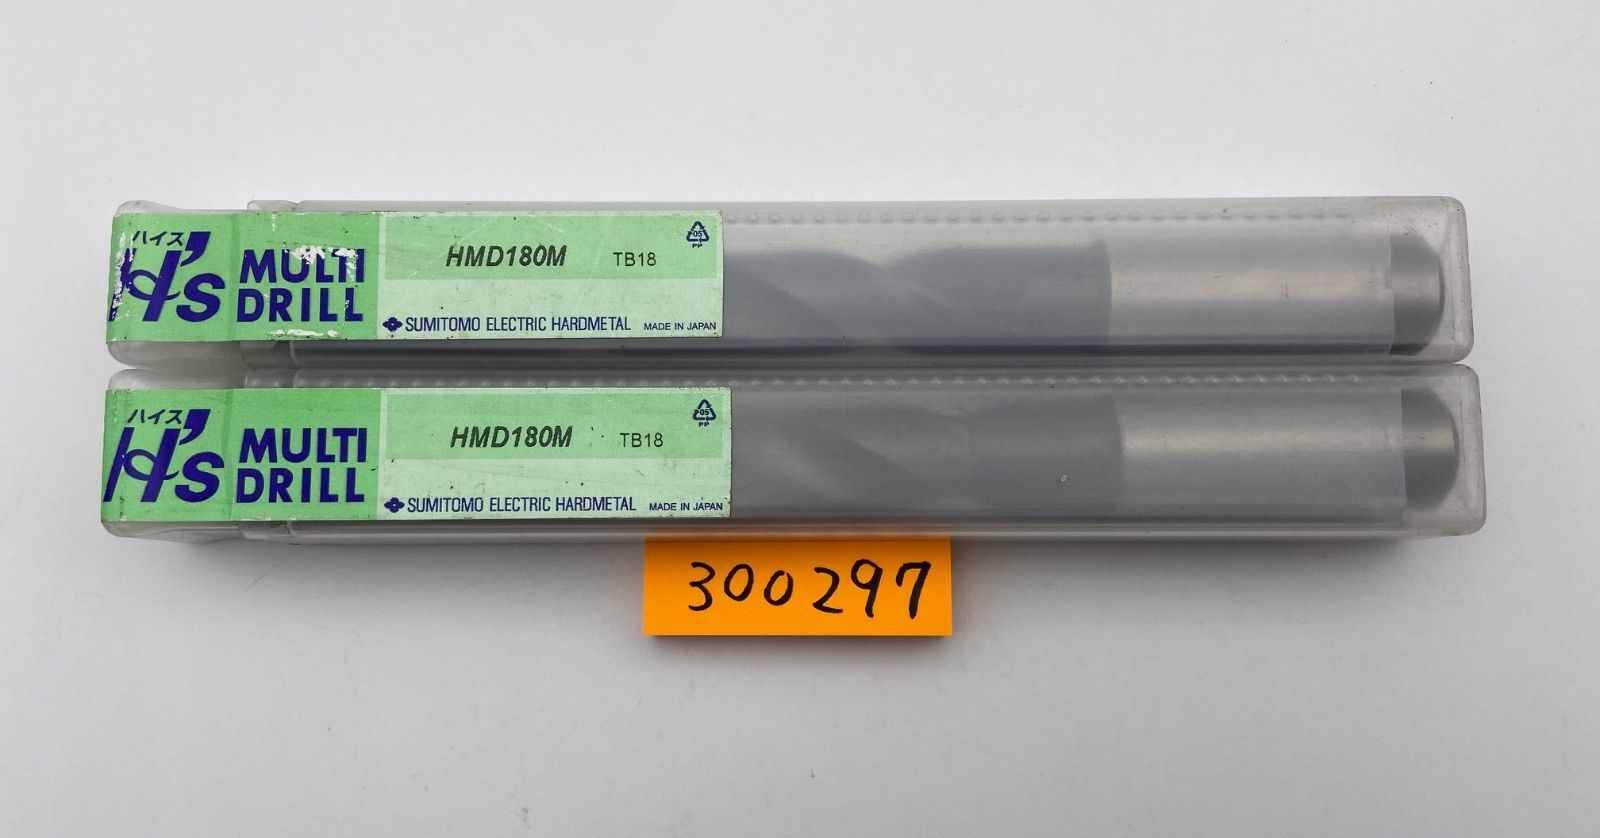 ハイス
H's
MULTI
DRILL
HMD180M TB18
05
PP
SUMITOMO ELECTRIC HARDMETAL MADE IN JAPAN
ハイス
H's
MULTI
DRILL
HMD180M TB18
05
PP
SUMITOMO ELECTRIC HARDMETAL MADE IN JAPAN
300297